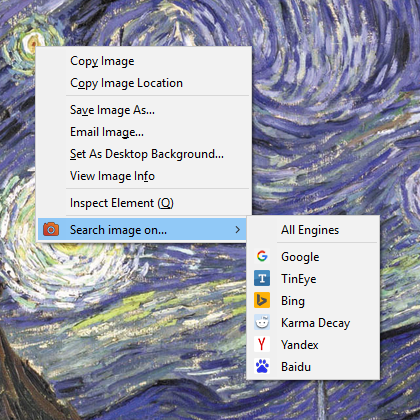 Copy Image
Copy Image Location
Save Image As...
Email Image...
Set As Desktop Background...
View Image Info
Inspect Element (Q)
Search image on...
All Engines
Google
TinEye
Bing
Karma Decay
Yandex
Baidu